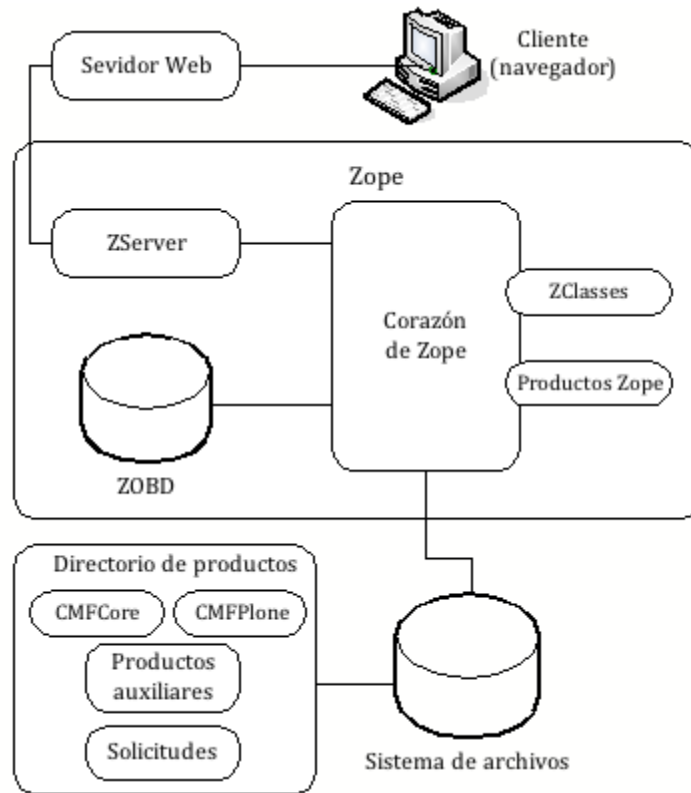 Sevidor Web
Cliente
(navegador)
Zope
ZServer
Corazón
de Zope
ZClasses
Productos Zope
ZOBD
Directorio de productos
CMFCore
CMFPlone
Productos
auxiliares
Solicitudes
Sistema de archivos